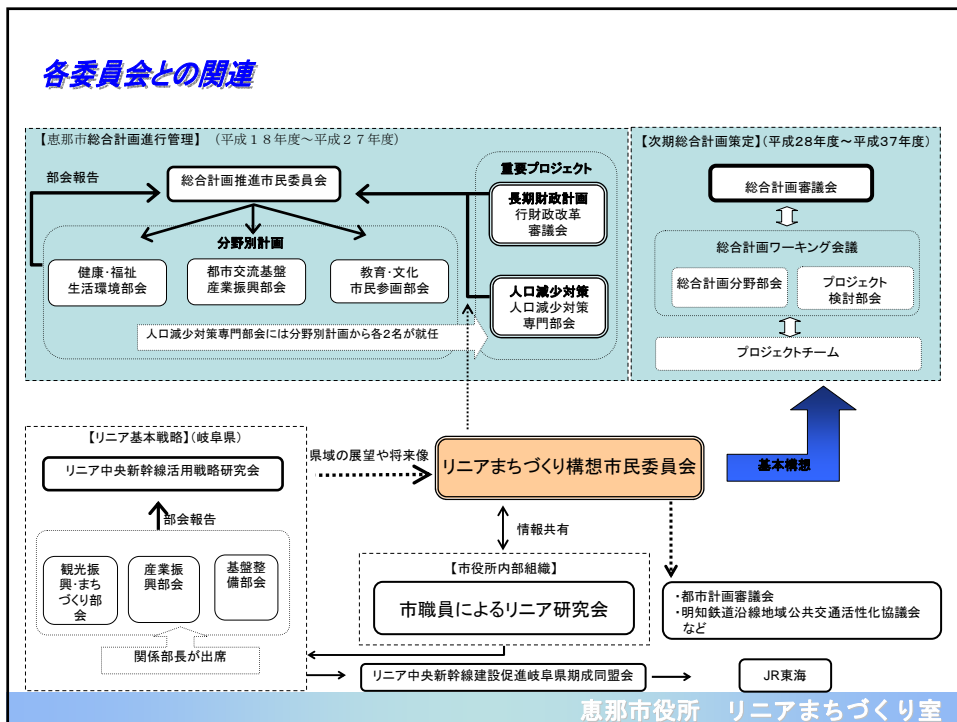 各委員会との関連
【恵那市総合計画進行管理】（平成１８年度～平成２７年度）
部会報告
総合計画推進市民委員会
分野別計画
健康・福祉
生活環境部会
都市交流基盤
産業振興部会
教育・文化
市民参画部会
人口減少対策専門部会には分野別計画から各2名が就任
重要プロジェクト
長期財政計画
行財政改革
審議会
人口減少対策
人口減少対策
専門部会
【次期総合計画策定】（平成28年度～平成37年度）
総合計画審議会
総合計画ワーキング会議
総合計画分野部会
プロジェクト
検討部会
プロジェクトチーム
【リニア基本戦略】（岐阜県）
リニア中央新幹線活用戦略研究会
部会報告
観光振
興・まち
づくり部
会
産業振
興部会
基盤整
備部会
関係部長が出席
県域の展望や将来像
リニアまちづくり構想市民委員会
基本構想
情報共有
【市役所内部組織】
市職員によるリニア研究会
・都市計画審議会
・明知鉄道沿線地域公共交通活性化協議会
など
リニア中央新幹線建設促進岐阜県期成同盟会
JR東海
恵那市役所　リニアまちづくり室